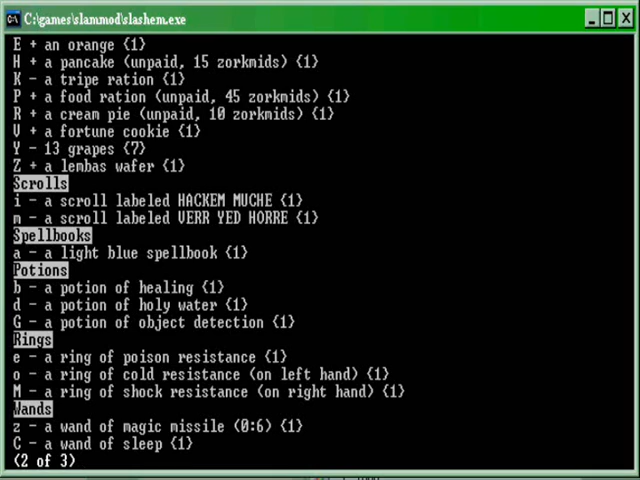 C:\games\slammod\slashem.exe
E + an orange {1}
H + a pancake (unpaid, 15 zorkmids) {1}
K - a tripe ration {1}
P + a food ration (unpaid, 45 zorkmids) {1}
R + a cream pie (unpaid, 10 zorkmids) {1}
V + a fortune cookie {1}
Y - 13 grapes {7}
Z + a lembas wafer {1}
Scrolls
i - a scroll labeled HACKEM MUCHE {1}
m - a scroll labeled VERR YED HORRE {1}
Spellbooks
a - a light blue spellbook {1}
Potions
b - a potion of healing {1}
d - a potion of holy water {1}
G - a potion of object detection {1}
Rings
e - a ring of poison resistance {1}
o - a ring of cold resistance (on left hand) {1}
M - a ring of shock resistance (on right hand) {1}
Wands
z - a wand of magic missile (0:6) {1}
C - a wand of sleep {1}
(2 of 3)